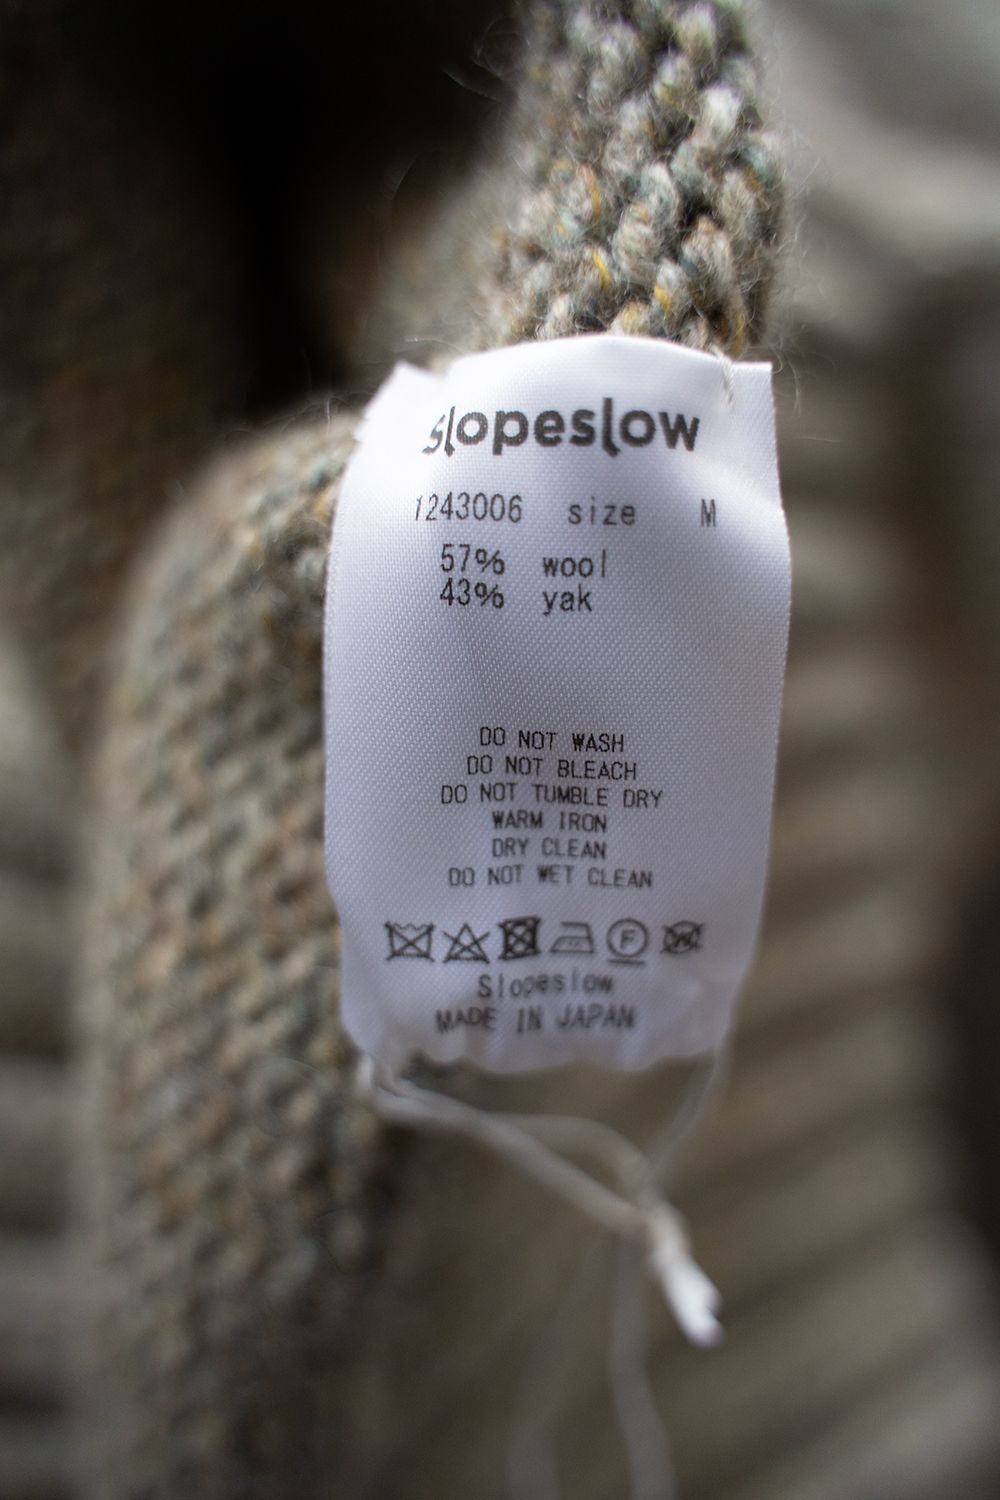 slopeslow
1243006 size M
57% wool
43% yak
DO NOT WASH
DO NOT BLEACH
DO NOT TUMBLE DRY
WARM IRON
DRY CLEAN
DO NOT WET CLEAN
F W
Slopeslow
MADE IN JAPAN